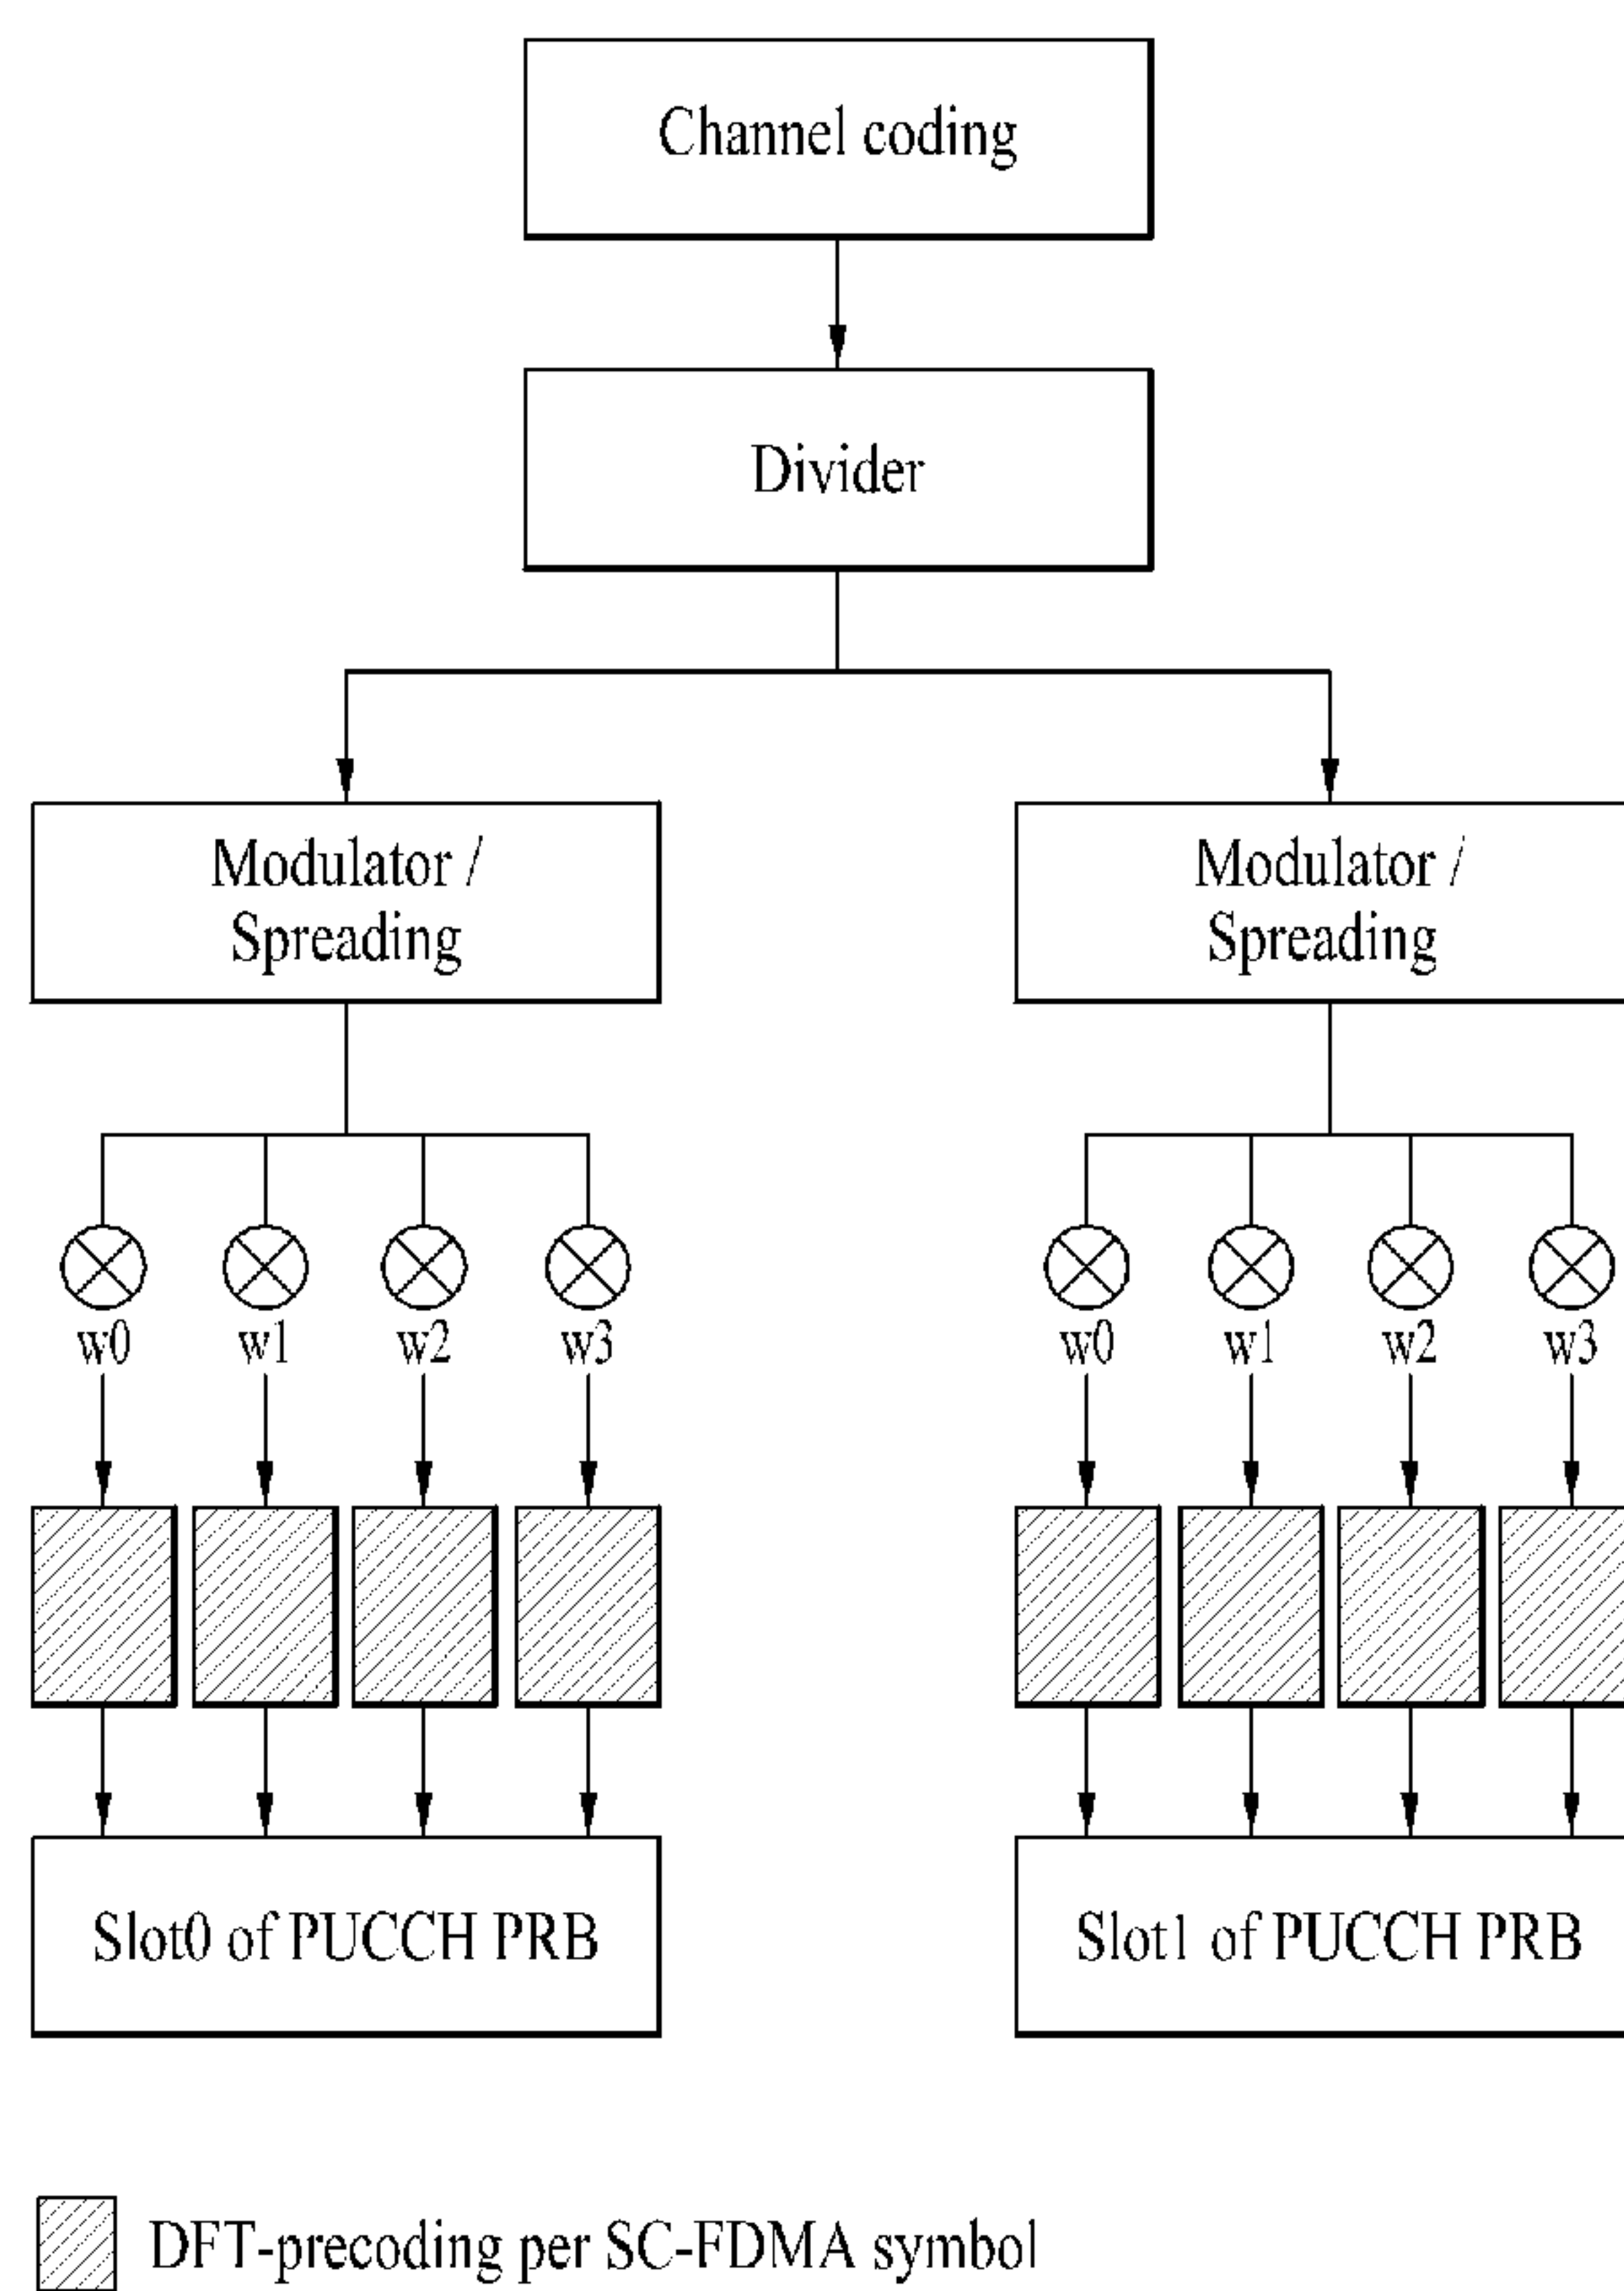 Channel coding
Divider
Modulator /
Spreading
Modulator /
Spreading
w0 w1 w2 w3
w0 w1 w2 w3
Slot0 of PUCCH PRB
Slot1 of PUCCH PRB
DFT-precoding per SC-FDMA symbol